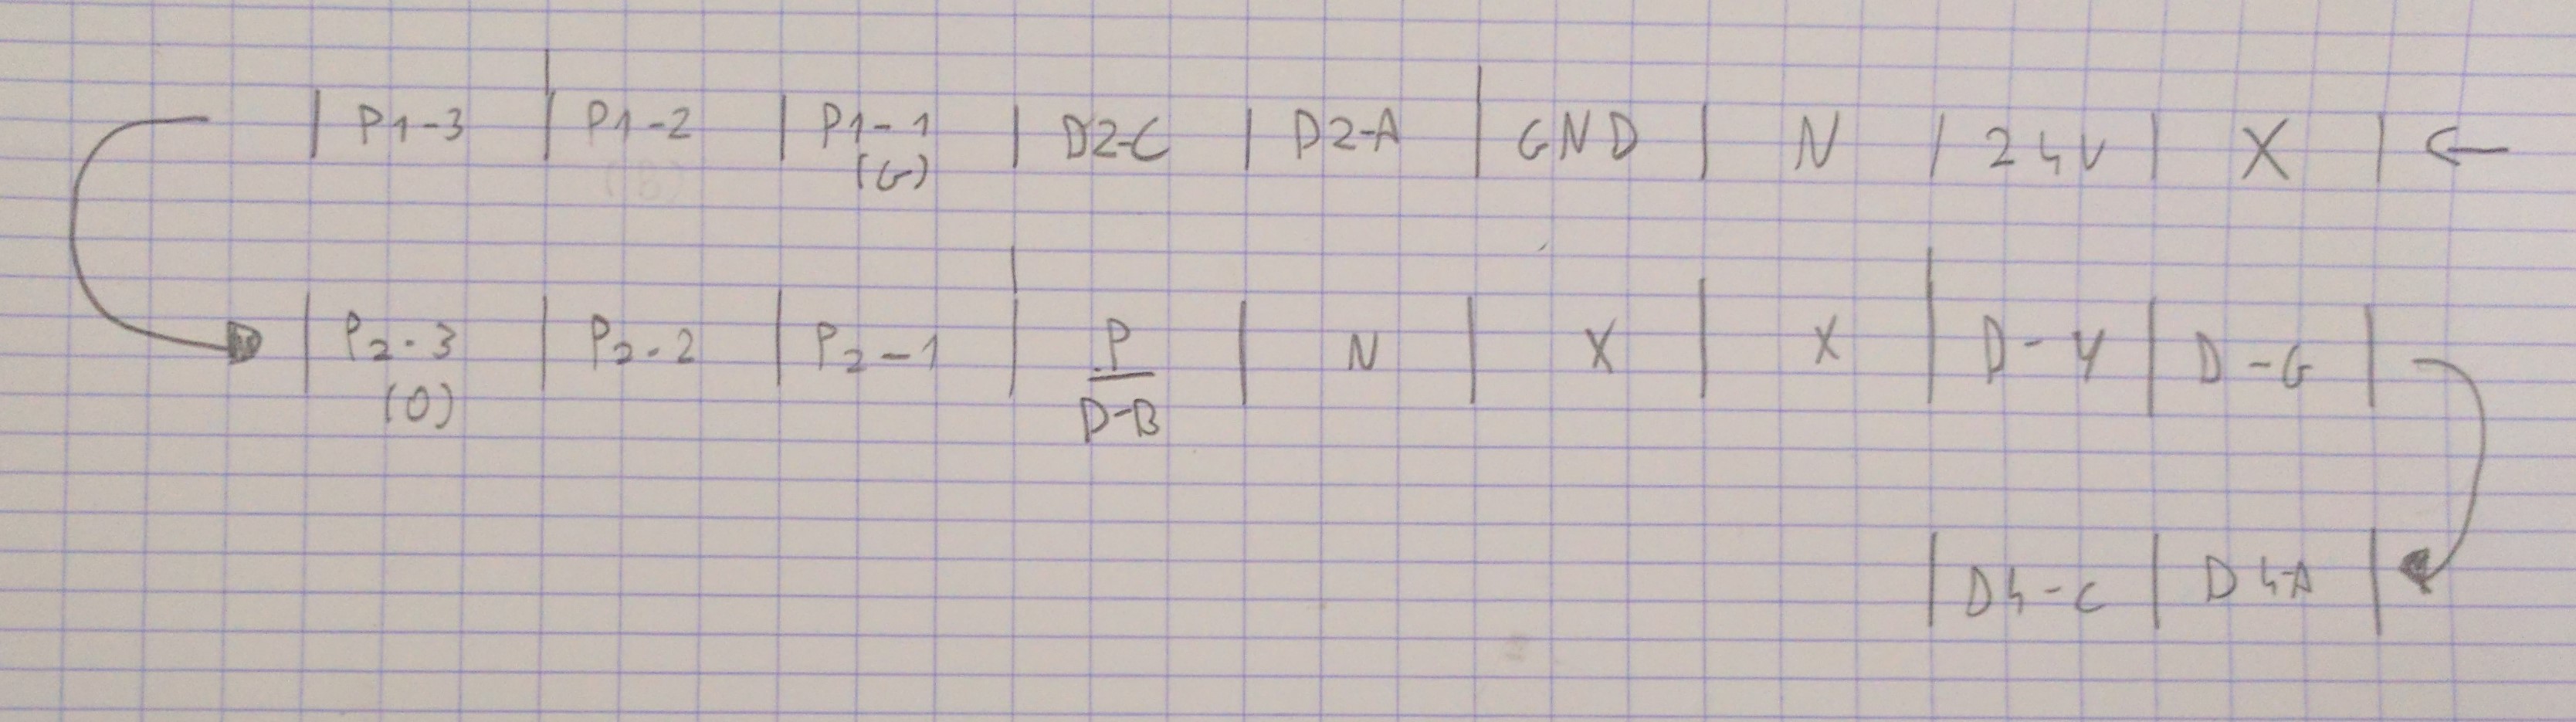 | P1-3 | P1-2 | P1-1 | D2-C | D2-A | GND | N | 24V | X | ←
(G)
| P2-3 | P2-2 | P2-1 | P | N | X | X | D-Y | D-G |
(O) D-B
| D4-C | D4-A |